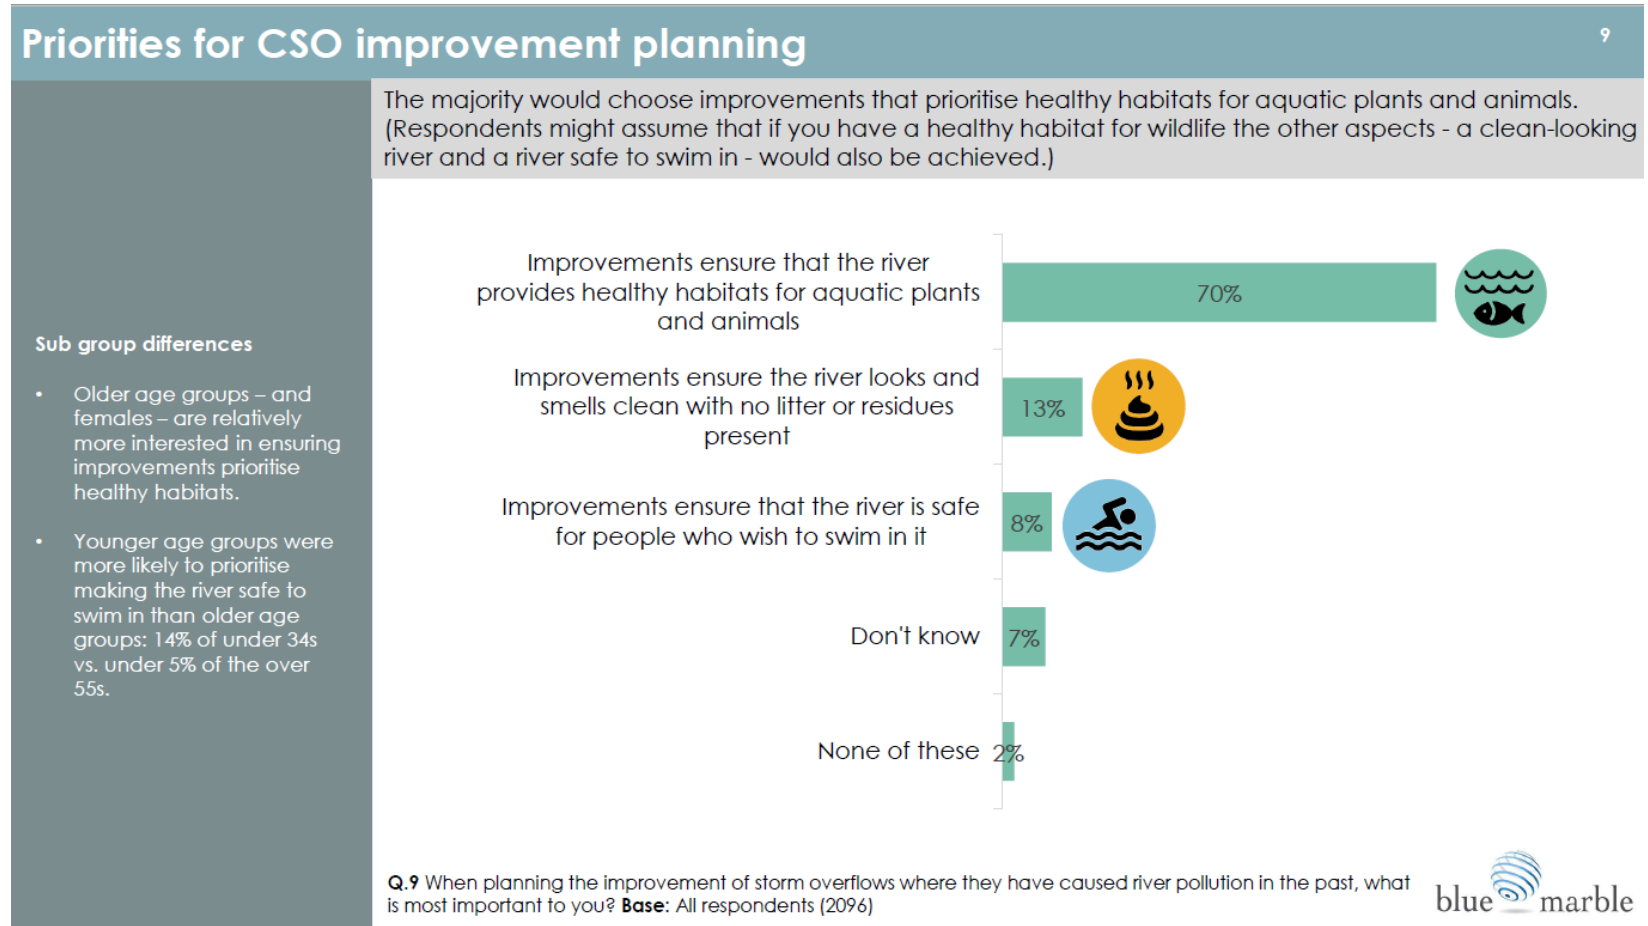 Priorities for CSO improvement planning
9
The majority would choose improvements that prioritise healthy habitats for aquatic plants and animals.
(Respondents might assume that if you have a healthy habitat for wildlife the other aspects - a clean-looking
river and a river safe to swim in - would also be achieved.)
Sub group differences
• Older age groups – and
females – are relatively
more interested in ensuring
improvements prioritise
healthy habitats.
• Younger age groups were
more likely to prioritise
making the river safe to
swim in than older age
groups: 14% of under 34s
vs. under 5% of the over
55s.
Improvements ensure that the river
provides healthy habitats for aquatic plants
and animals
70%
Improvements ensure the river looks and
smells clean with no litter or residues
present
13%
Improvements ensure that the river is safe
for people who wish to swim in it
8%
Don't know
7%
None of these
2%
Q.9 When planning the improvement of storm overflows where they have caused river pollution in the past, what
is most important to you? Base: All respondents (2096)
blue marble